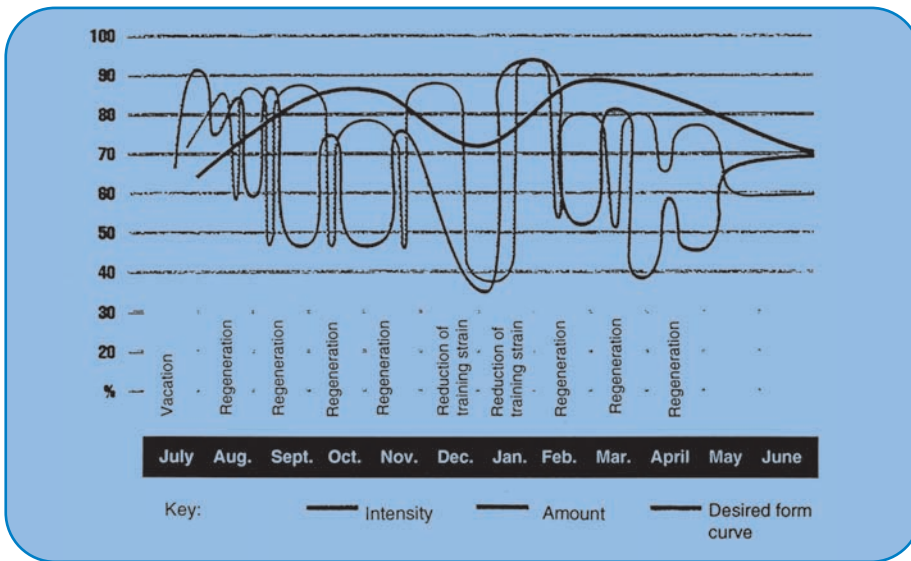 100
90
80
70
60
50
40
30
20
%
Vacation
Regeneration
Regeneration
Regeneration
Regeneration
Reduction of
training strain
Reduction of
training strain
Regeneration
Regeneration
Regeneration
July Aug. Sept. Oct. Nov. Dec. Jan. Feb. Mar. April May June
Key: Intensity Amount Desired form
curve